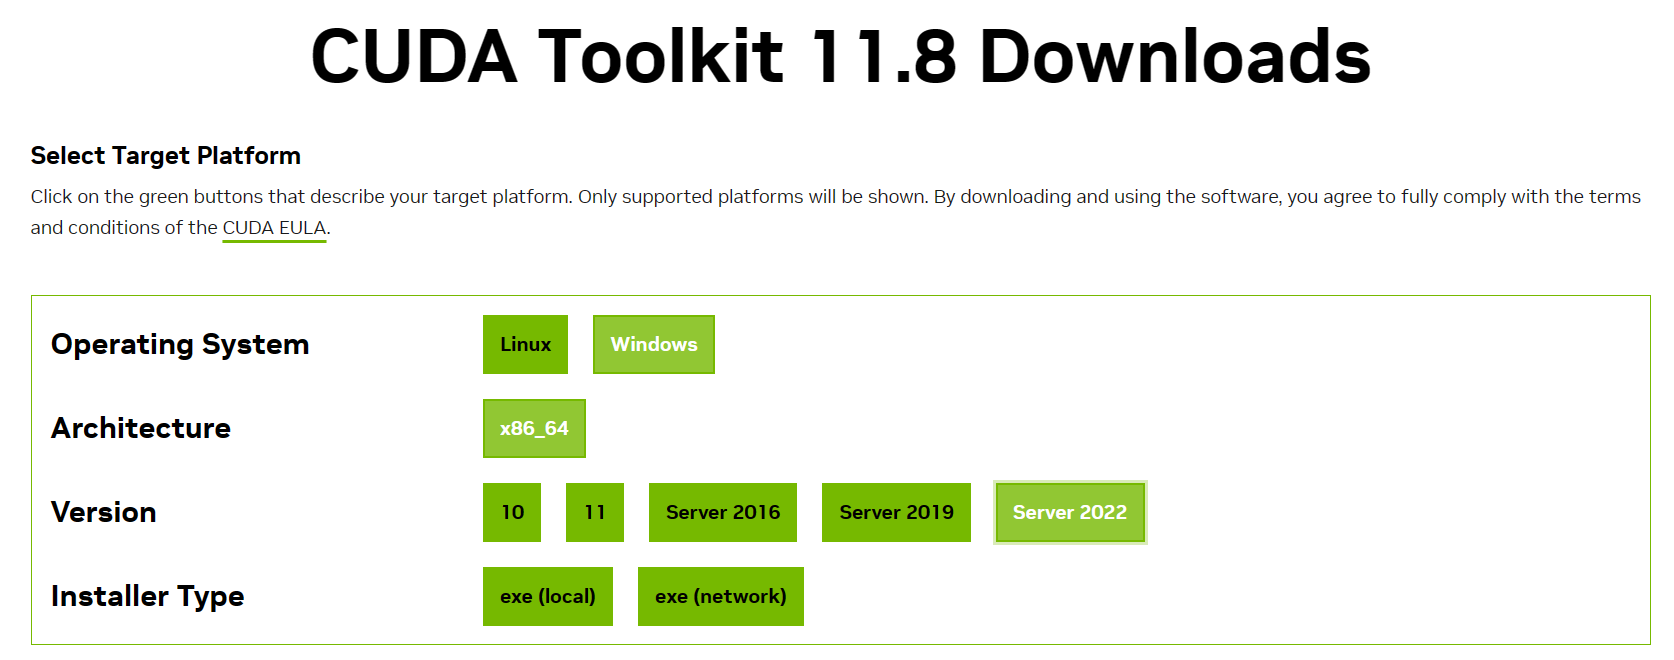 CUDA Toolkit 11.8 Downloads
Select Target Platform
Click on the green buttons that describe your target platform. Only supported platforms will be shown. By downloading and using the software, you agree to fully comply with the terms
and conditions of the CUDA EULA.
Operating System Linux Windows
Architecture x86_64
Version 10 11 Server 2016 Server 2019 Server 2022
Installer Type exe (local) exe (network)